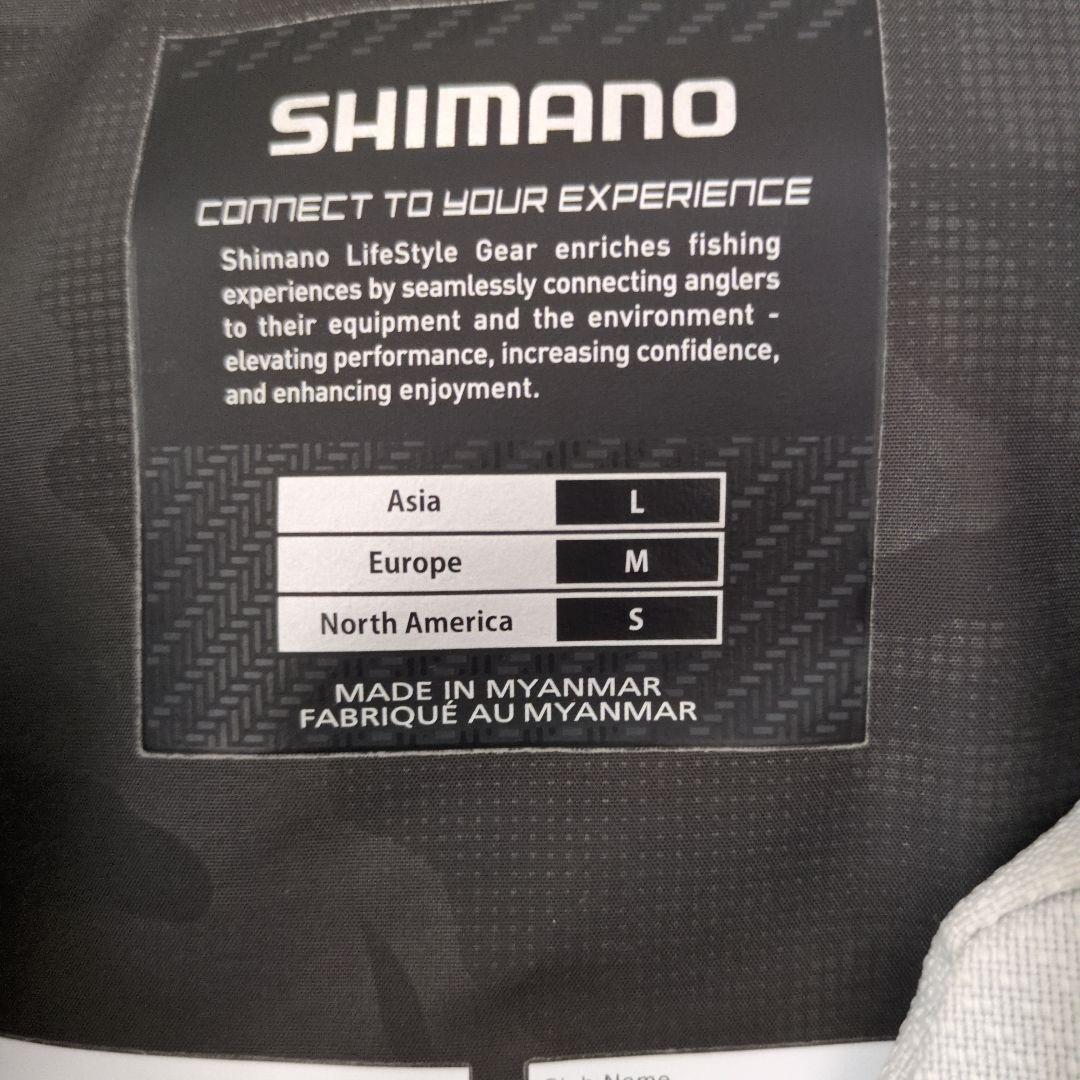 SHIMANO
CONNECT TO YOUR EXPERIENCE
Shimano LifeStyle Gear enriches fishing
experiences by seamlessly connecting anglers
to their equipment and the environment -
elevating performance, increasing confidence,
and enhancing enjoyment.
Asia L
Europe M
North America S
MADE IN MYANMAR
FABRIQUÉ AU MYANMAR
Name